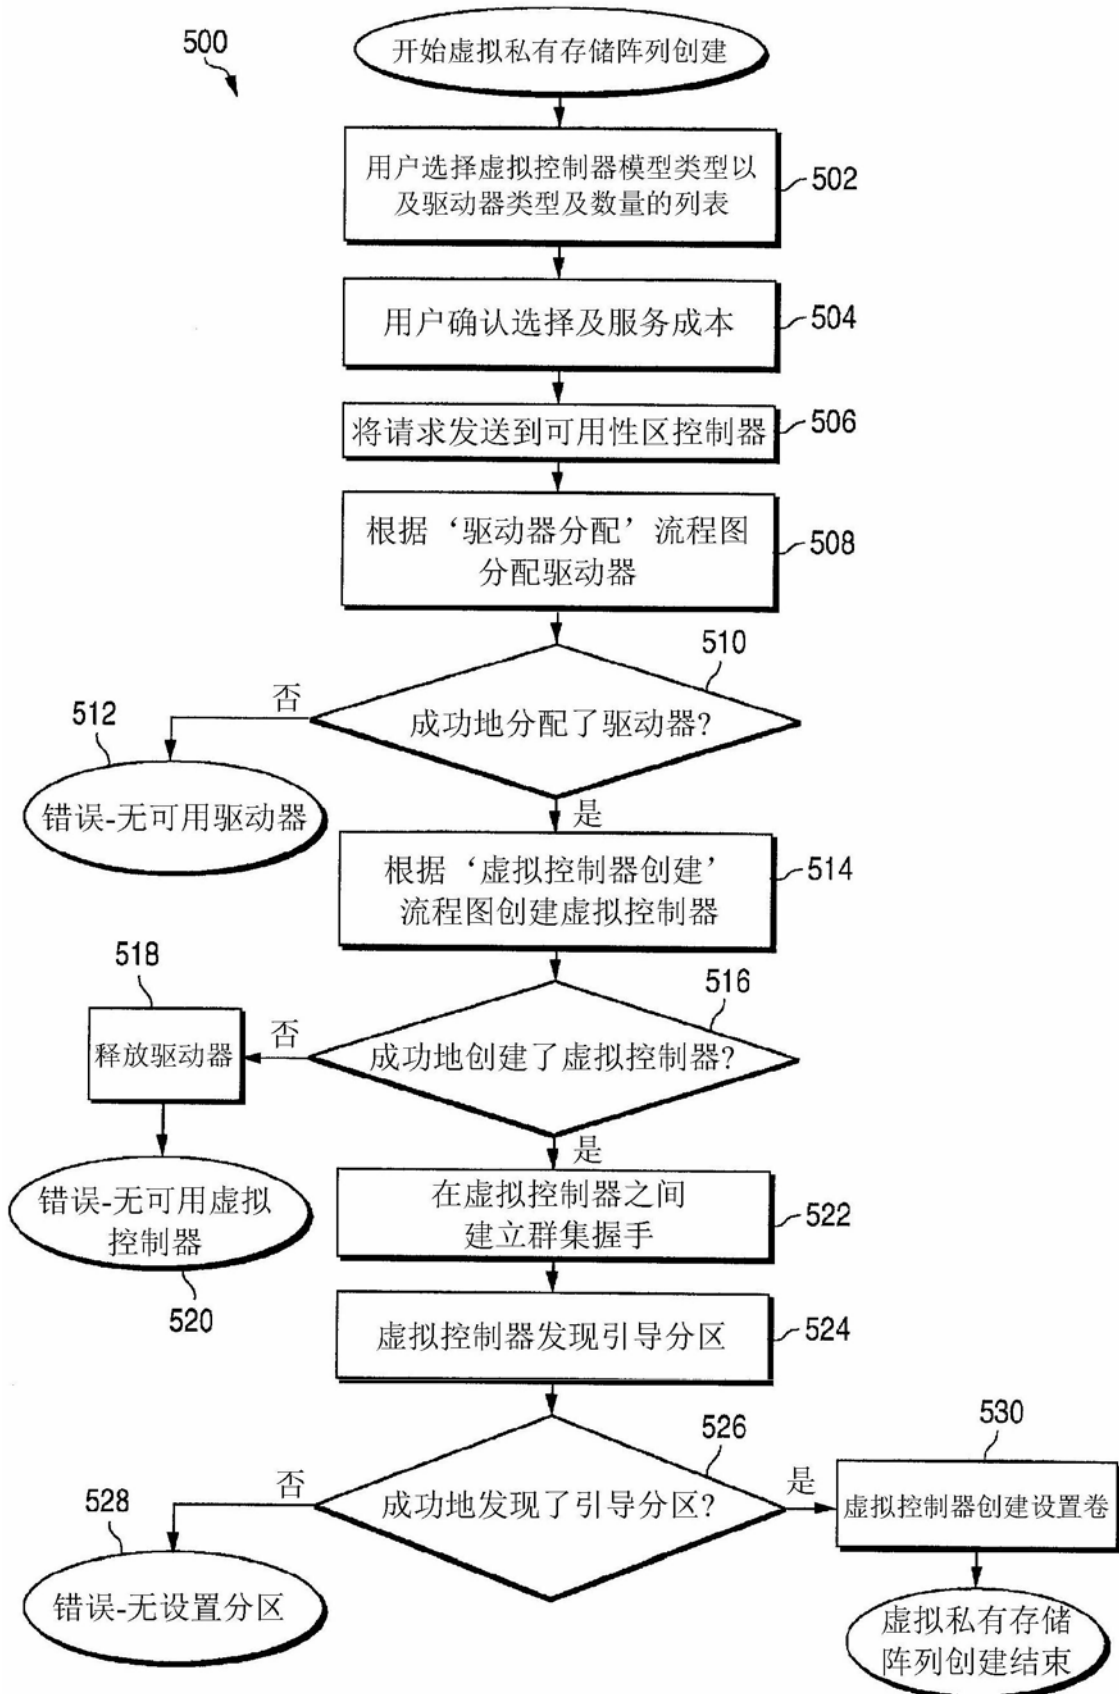 500
开始虚拟私有存储阵列创建
用户选择虚拟控制器模型类型以
及驱动器类型及数量的列表
502
用户确认选择及服务成本
504
将请求发送到可用性区控制器
506
根据‘驱动器分配’流程图
分配驱动器
508
510
成功地分配了驱动器?
否
512
错误-无可用驱动器
是
根据‘虚拟控制器创建’
流程图创建虚拟控制器
514
516
成功地创建了虚拟控制器?
否
518
释放驱动器
错误-无可用虚拟
控制器
520
是
在虚拟控制器之间
建立群集握手
522
虚拟控制器发现引导分区
524
526
成功地发现了引导分区?
否
528
错误-无设置分区
是
530
虚拟控制器创建设置卷
虚拟私有存储
阵列创建结束